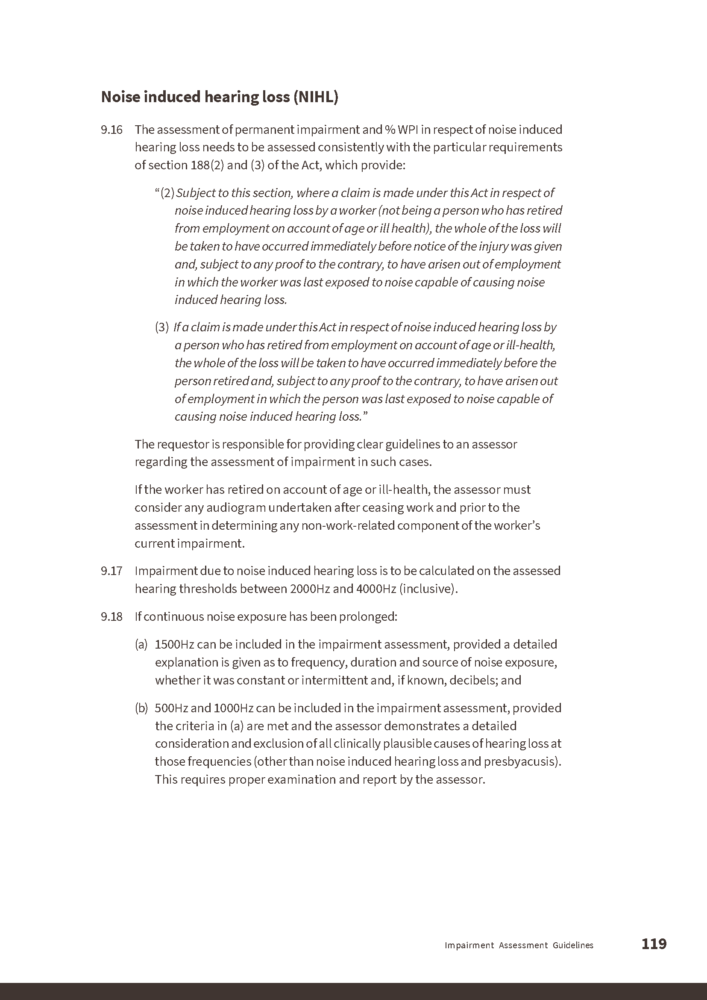 Noise induced hearing loss (NIHL)
9.16 The assessment of permanent impairment and % WPI in respect of noise induced
hearing loss needs to be assessed consistently with the particular requirements
of section 188(2) and (3) of the Act, which provide:
“(2) Subject to this section, where a claim is made under this Act in respect of
noise induced hearing loss by a worker (not being a person who has retired
from employment on account of age or ill health), the whole of the loss will
be taken to have occurred immediately before notice of the injury was given
and, subject to any proof to the contrary, to have arisen out of employment
in which the worker was last exposed to noise capable of causing noise
induced hearing loss.
(3) If a claim is made under this Act in respect of noise induced hearing loss by
a person who has retired from employment on account of age or ill-health,
the whole of the loss will be taken to have occurred immediately before the
person retired and, subject to any proof to the contrary, to have arisen out
of employment in which the person was last exposed to noise capable of
causing noise induced hearing loss.”
The requestor is responsible for providing clear guidelines to an assessor
regarding the assessment of impairment in such cases.
If the worker has retired on account of age or ill-health, the assessor must
consider any audiogram undertaken after ceasing work and prior to the
assessment in determining any non-work-related component of the worker’s
current impairment.
9.17 Impairment due to noise induced hearing loss is to be calculated on the assessed
hearing thresholds between 2000Hz and 4000Hz (inclusive).
9.18 If continuous noise exposure has been prolonged:
(a) 1500Hz can be included in the impairment assessment, provided a detailed
explanation is given as to frequency, duration and source of noise exposure,
whether it was constant or intermittent and, if known, decibels; and
(b) 500Hz and 1000Hz can be included in the impairment assessment, provided
the criteria in (a) are met and the assessor demonstrates a detailed
consideration and exclusion of all clinically plausible causes of hearing loss at
those frequencies (other than noise induced hearing loss and presbyacusis).
This requires proper examination and report by the assessor.
Impairment Assessment Guidelines 119